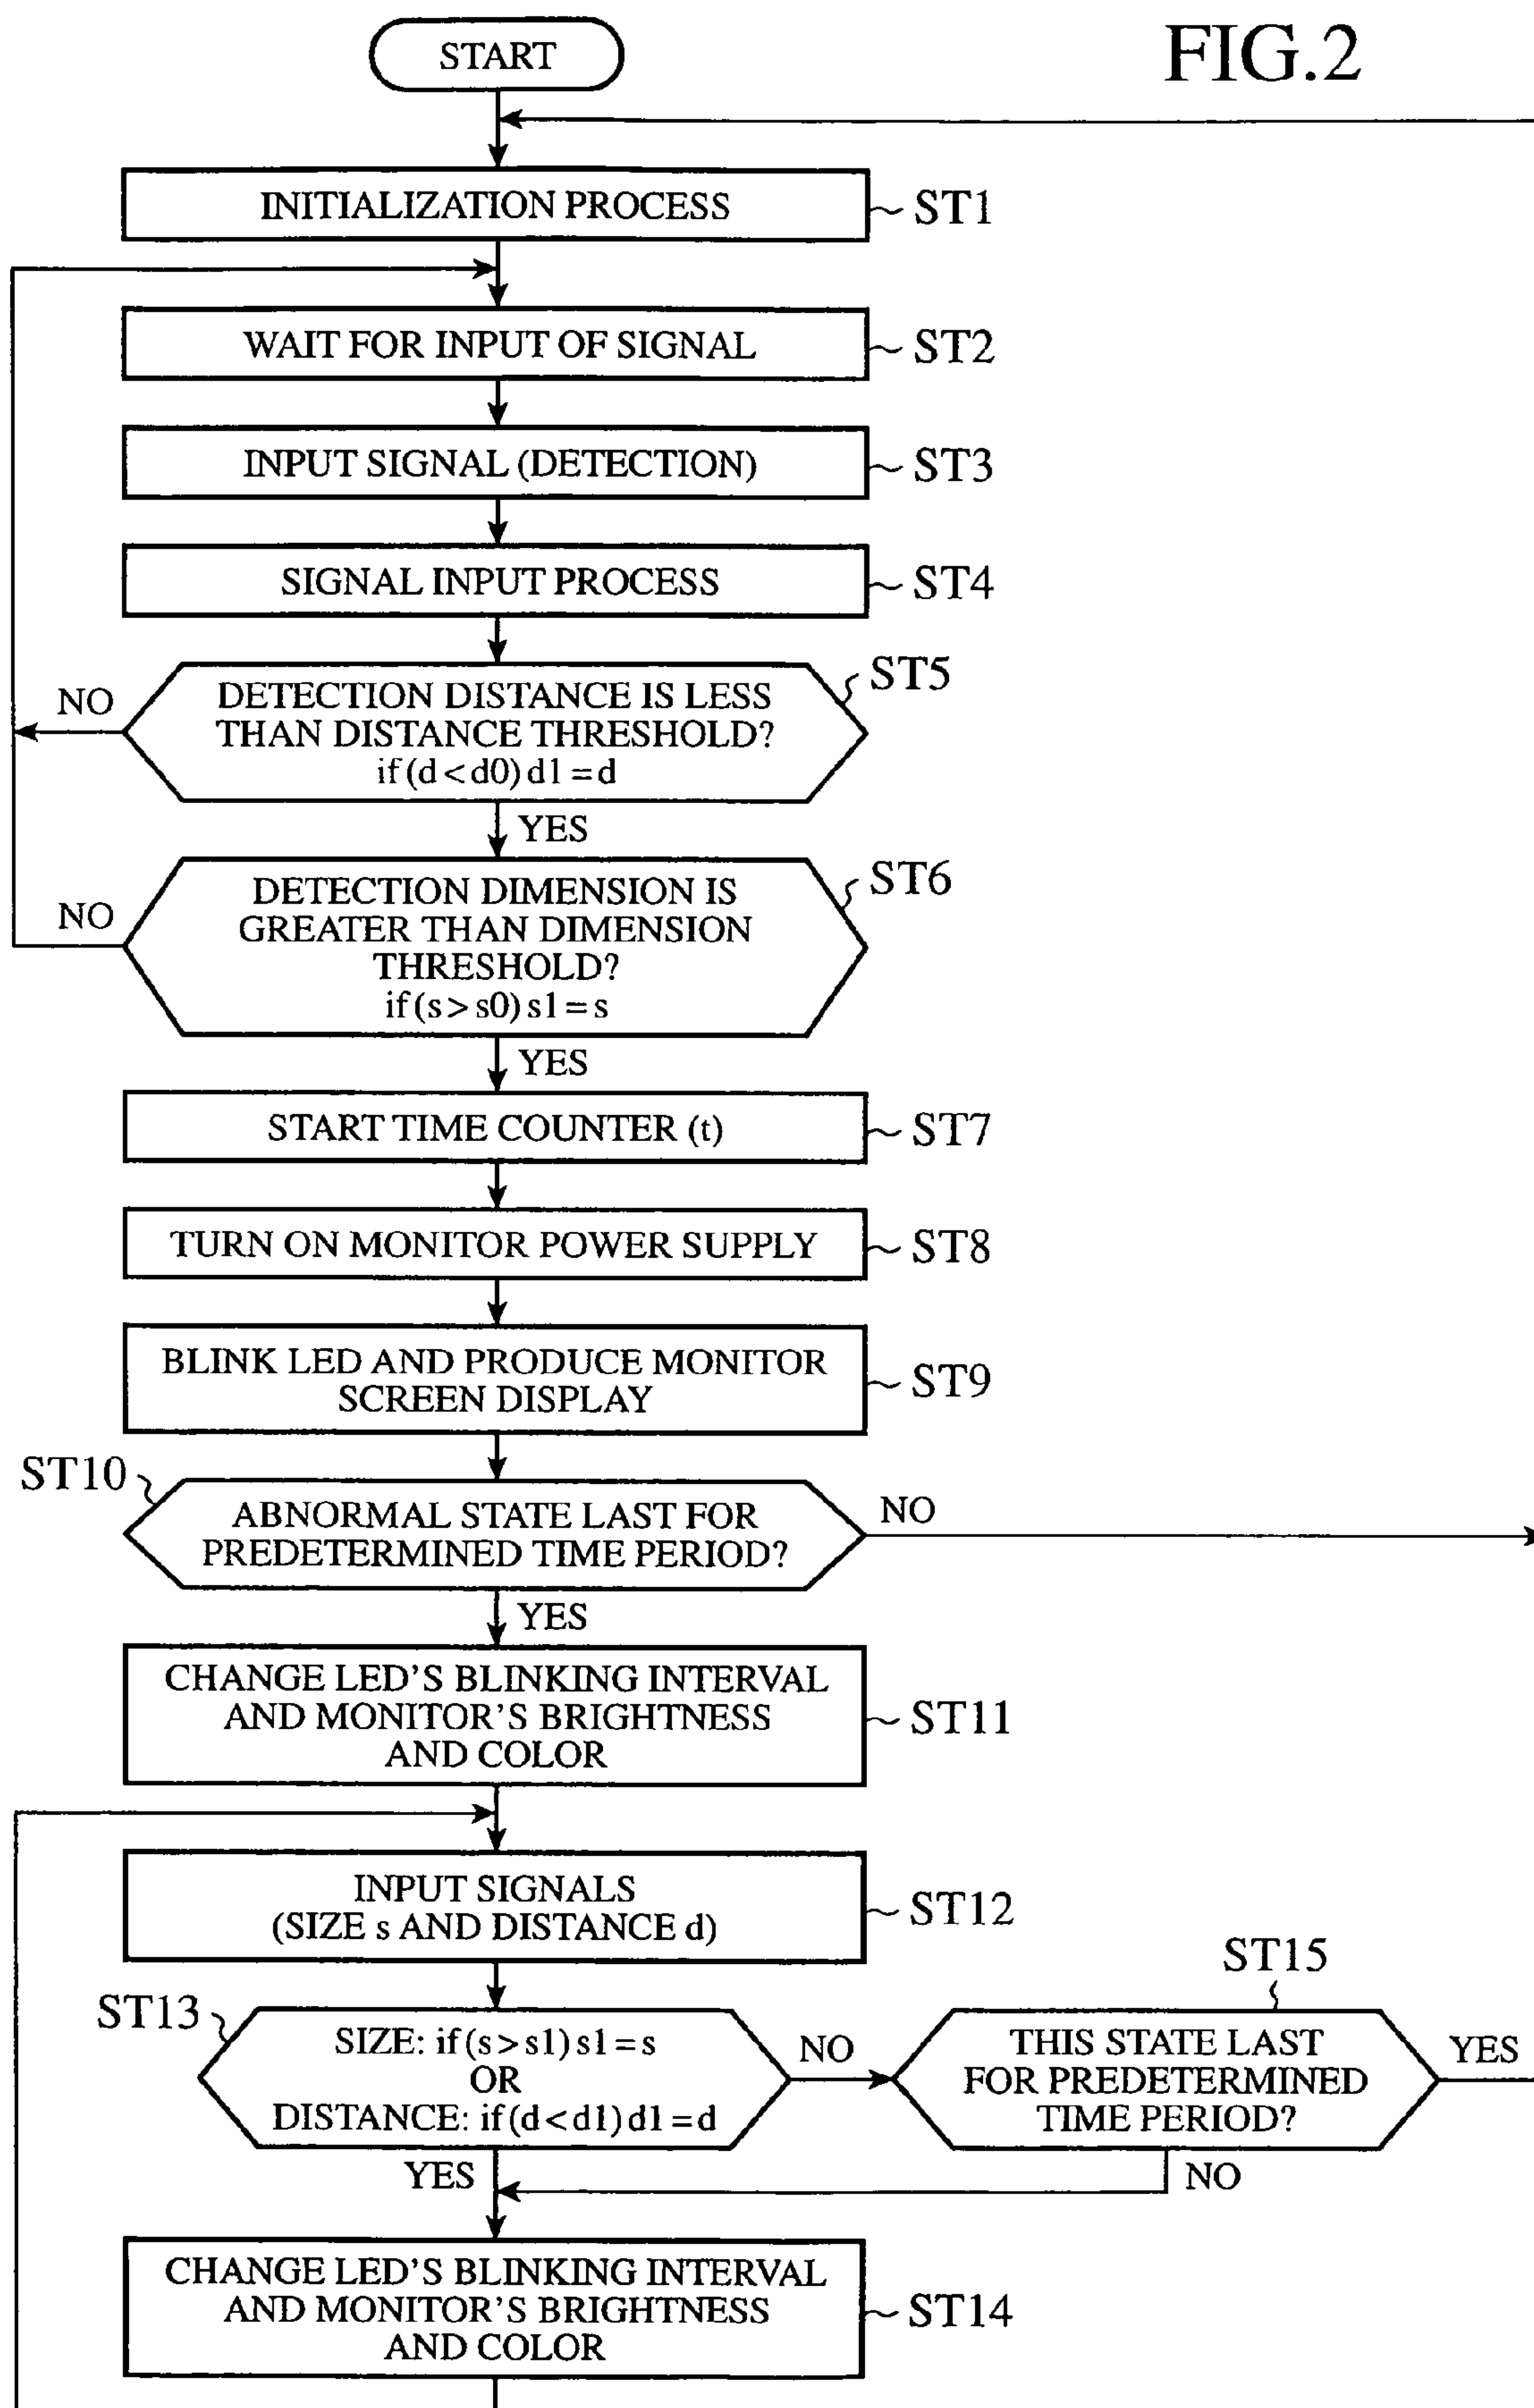 FIG.2
START
INITIALIZATION PROCESS
ST1
WAIT FOR INPUT OF SIGNAL
ST2
INPUT SIGNAL (DETECTION)
ST3
SIGNAL INPUT PROCESS
ST4
DETECTION DISTANCE IS LESS
THAN DISTANCE THRESHOLD?
if (d < d0) d1 = d
ST5
NO
YES
DETECTION DIMENSION IS
GREATER THAN DIMENSION
THRESHOLD?
if (s > s0) s1 = s
ST6
NO
YES
START TIME COUNTER (t)
ST7
TURN ON MONITOR POWER SUPPLY
ST8
BLINK LED AND PRODUCE MONITOR
SCREEN DISPLAY
ST9
ST10
ABNORMAL STATE LAST FOR
PREDETERMINED TIME PERIOD?
NO
YES
CHANGE LED'S BLINKING INTERVAL
AND MONITOR'S BRIGHTNESS
AND COLOR
ST11
INPUT SIGNALS
(SIZE s AND DISTANCE d)
ST12
ST13
SIZE: if (s > s1) s1 = s
OR
DISTANCE: if (d < d1) d1 = d
NO
YES
ST15
THIS STATE LAST
FOR PREDETERMINED
TIME PERIOD?
YES
NO
CHANGE LED'S BLINKING INTERVAL
AND MONITOR'S BRIGHTNESS
AND COLOR
ST14